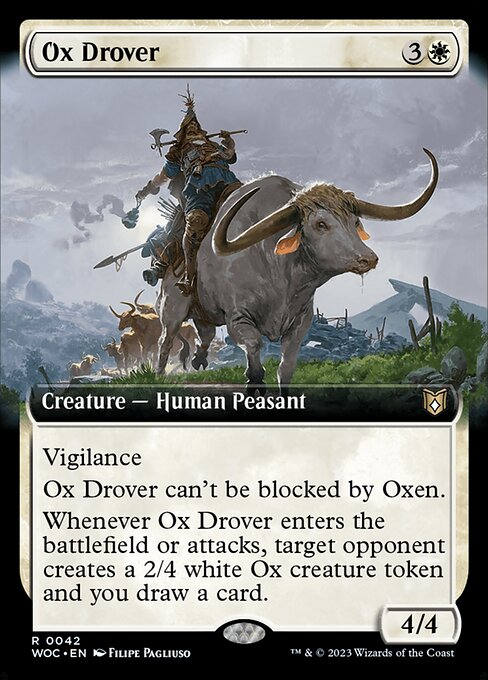 Ox Drover 3
Creature — Human Peasant
Vigilance
Ox Drover can't be blocked by Oxen.
Whenever Ox Drover enters the
battlefield or attacks, target opponent
creates a 2/4 white Ox creature token
and you draw a card.
4/4
R 0042
WOC • EN Filipe Pagliuso
™ & © 2023 Wizards of the Coast